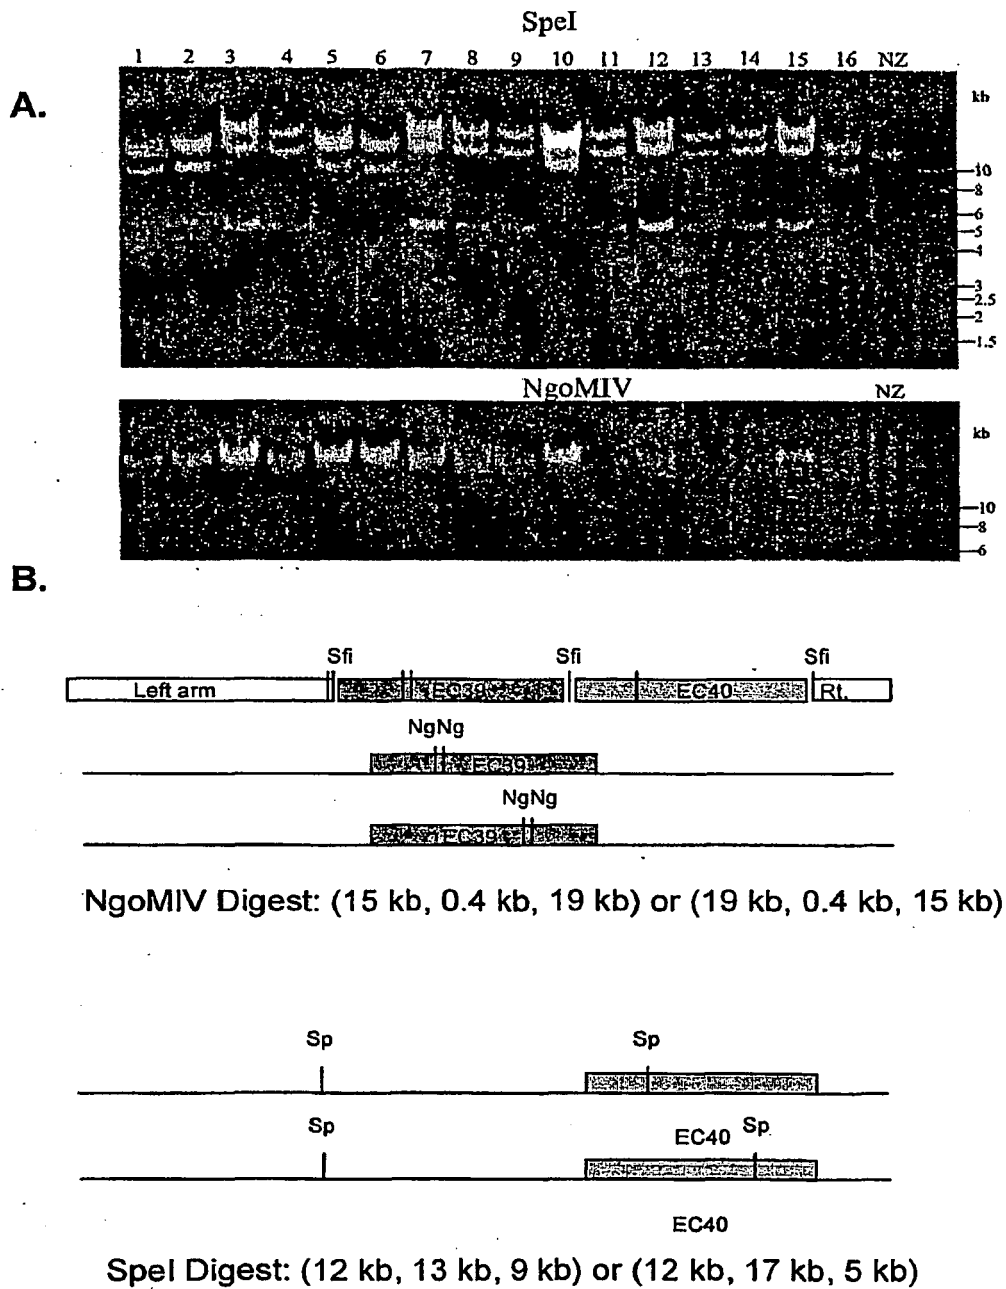 SpeI
1 2 3 4 5 6 7 8 9 10 11 12 13 14 15 16 NZ
A.
kb
10
8
6
5
4
3
2.5
2
1.5
NgoMIV
NZ
kb
10
8
6
B.
Sfi Sfi Sfi
Left arm EC39 EC40 Rt.
NgNg
EC39
NgNg
EC39
NgoMIV Digest: (15 kb, 0.4 kb, 19 kb) or (19 kb, 0.4 kb, 15 kb)
Sp Sp
Sp EC40 Sp
EC40
SpeI Digest: (12 kb, 13 kb, 9 kb) or (12 kb, 17 kb, 5 kb)